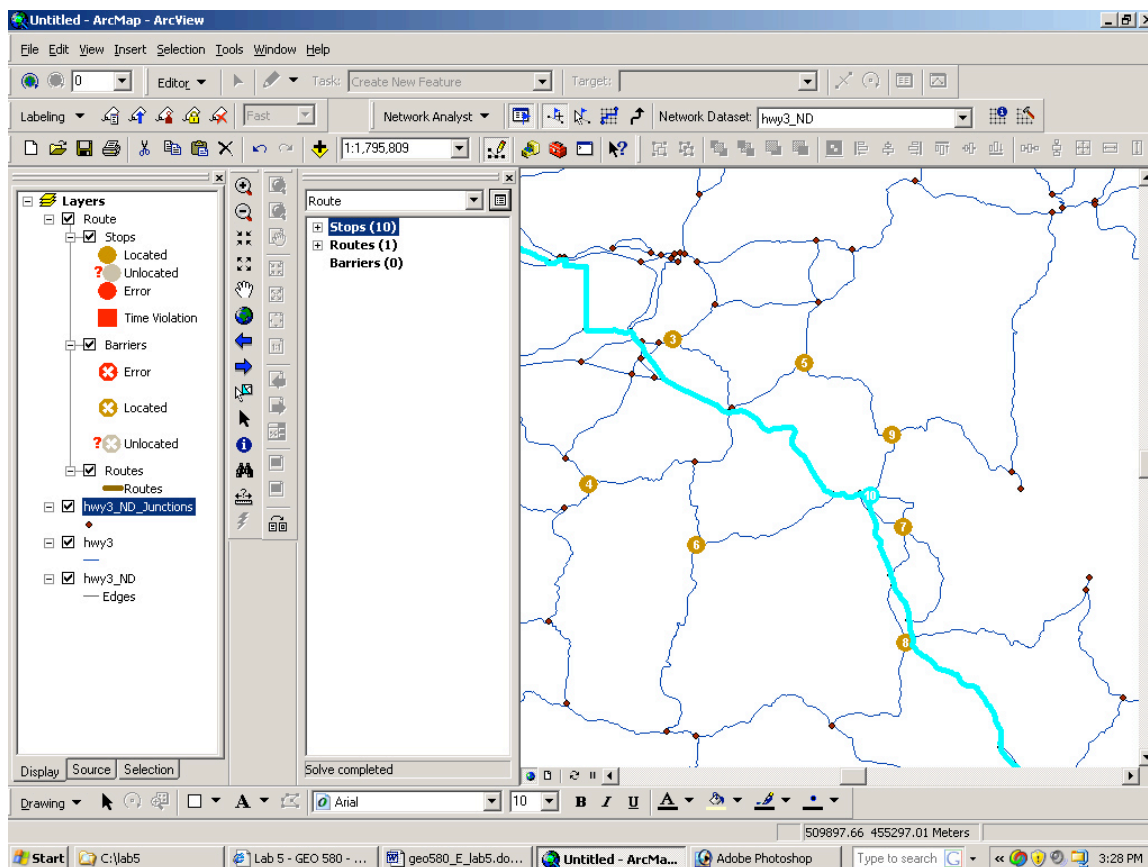 Untitled - ArcMap - ArcView
File Edit View Insert Selection Tools Window Help
0 Editor Task: Create New Feature Target:
Labeling Fast Network Analyst Network Dataset: hwy3_ND
1:1,795,809
Layers
Route
Stops
Located
? Unlocated
Error
Time Violation
Barriers
Error
Located
? Unlocated
Routes
Routes
hwy3_ND_Junctions
hwy3
hwy3_ND
Edges
Display Source Selection
Route
Stops (10)
Routes (1)
Barriers (0)
Solve completed
3
5
9
4
10
7
6
8
Drawing A Arial 10 B I U A
509897.66 455297.01 Meters
Start C:\lab5 Lab 5 - GEO 580 - ... geo580_E_lab5.do... Untitled - ArcMa... Adobe Photoshop Type to search 3:28 PM